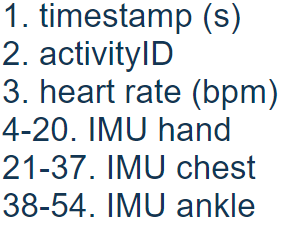 1. timestamp (s)
2. activityID
3. heart rate (bpm)
4-20. IMU hand
21-37. IMU chest
38-54. IMU ankle